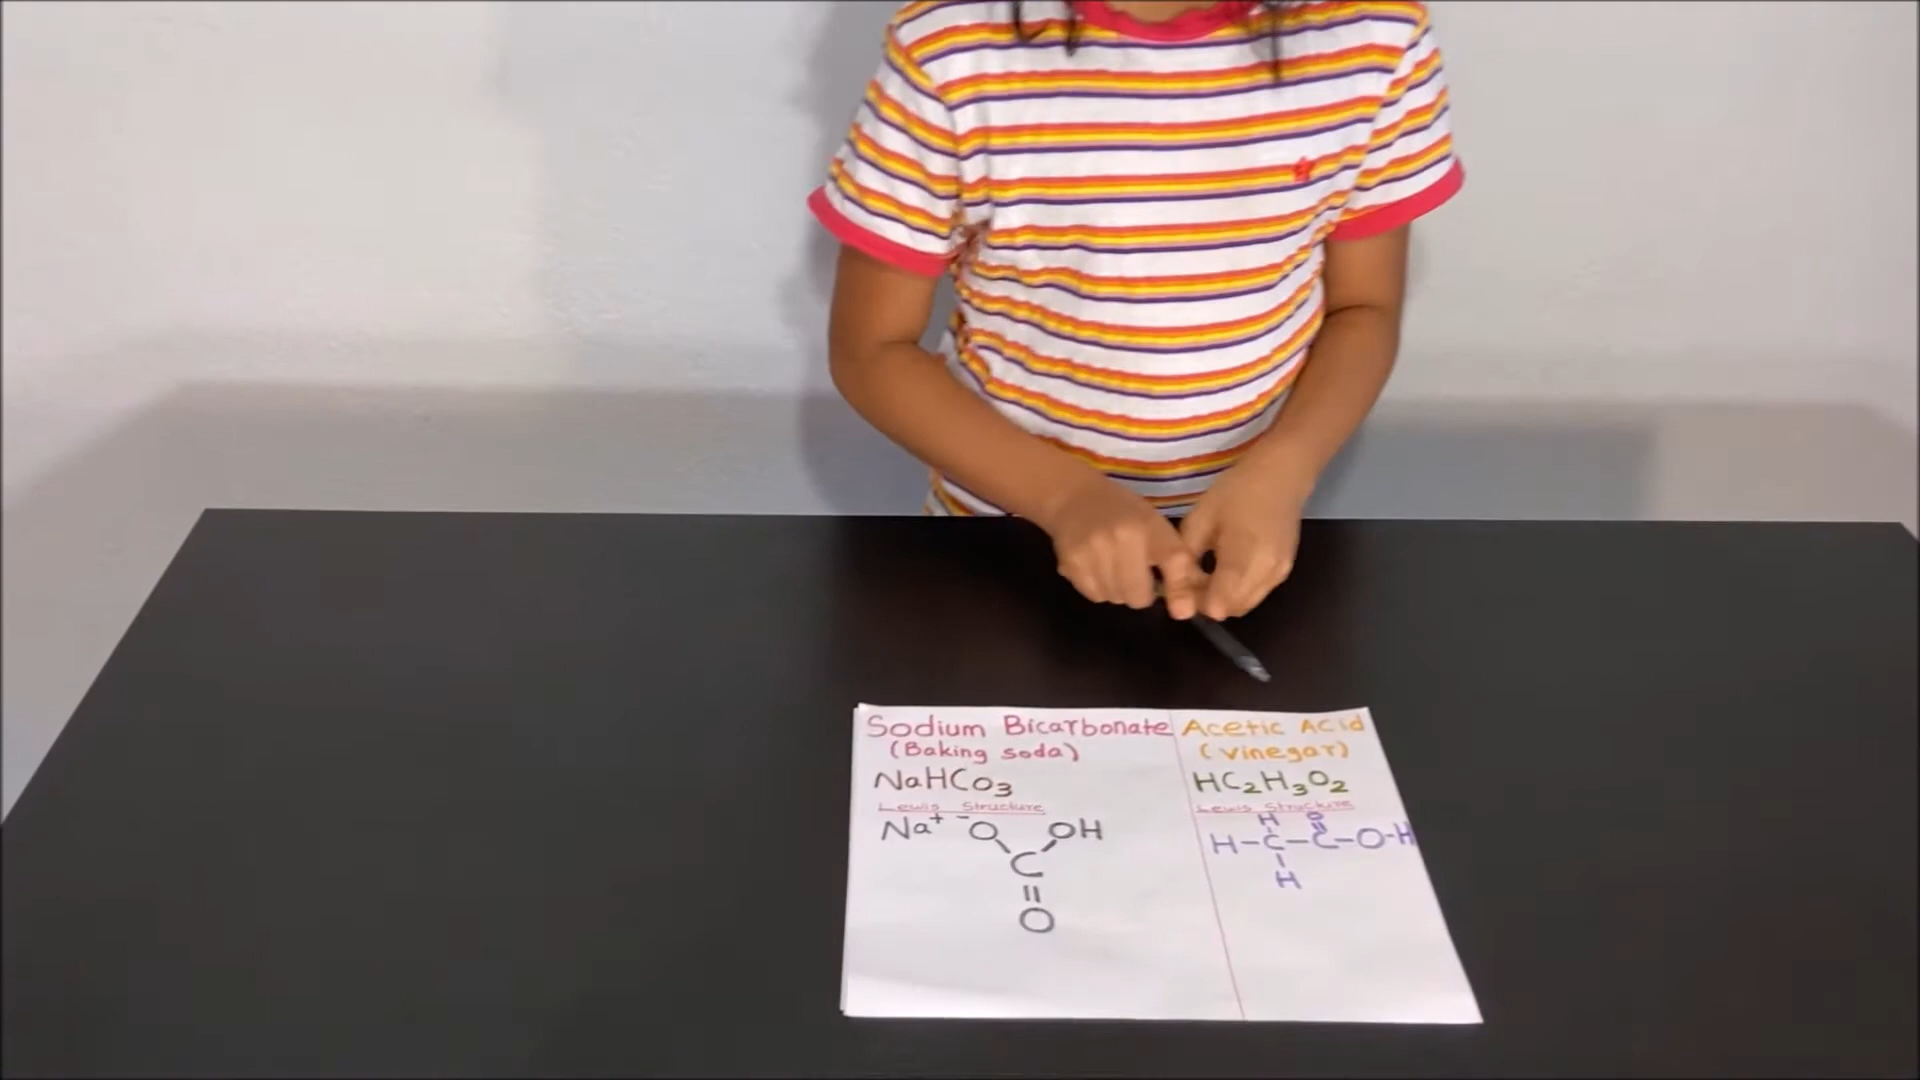 Sodium Bicarbonate
(Baking soda)
NaHCO3
Lewis Structure
Na+ -O OH
C
=
O
Acetic Acid
(Vinegar)
HC2H3O2
Lewis Structure
H O
H-C-C-O-H
H